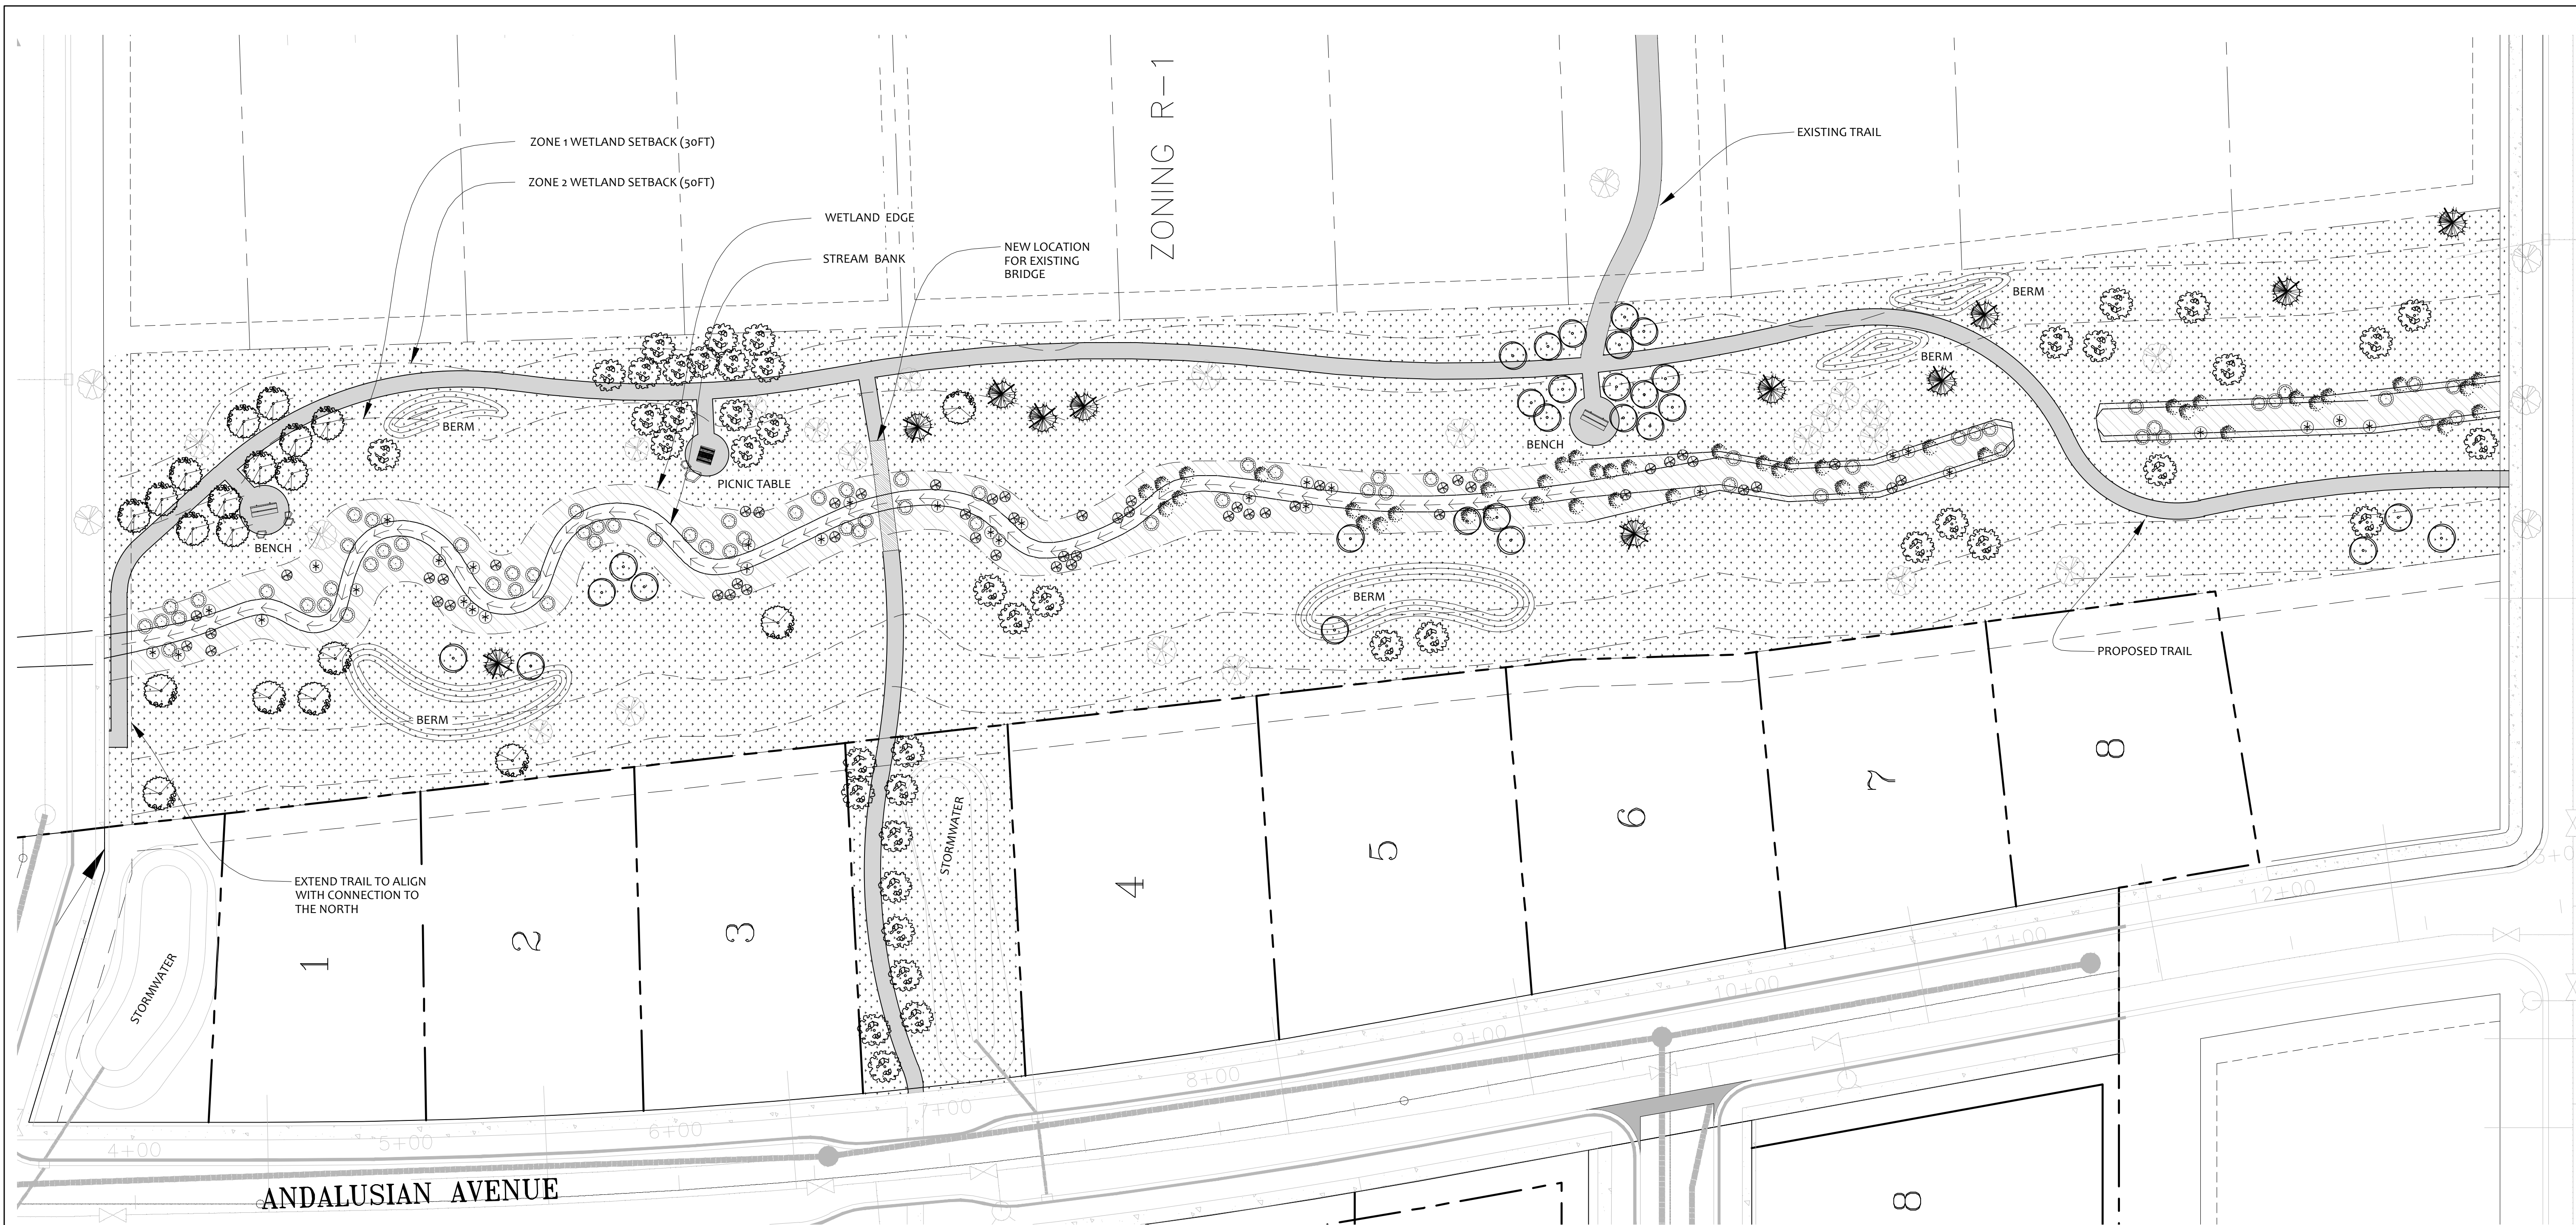 ZONING R-1
ZONE 1 WETLAND SETBACK (30FT)
ZONE 2 WETLAND SETBACK (50FT)
WETLAND EDGE
STREAM BANK
NEW LOCATION
FOR EXISTING
BRIDGE
EXISTING TRAIL
BERM
BERM
BERM
BENCH
PICNIC TABLE
BENCH
BERM
BERM
PROPOSED TRAIL
EXTEND TRAIL TO ALIGN
WITH CONNECTION TO
THE NORTH
STORMWATER
STORMWATER
1
2
3
4
5
6
7
8
4+00
5+00
6+00
7+00
8+00
9+00
10+00
11+00
12+00
13+0
ANDALUSIAN AVENUE
8